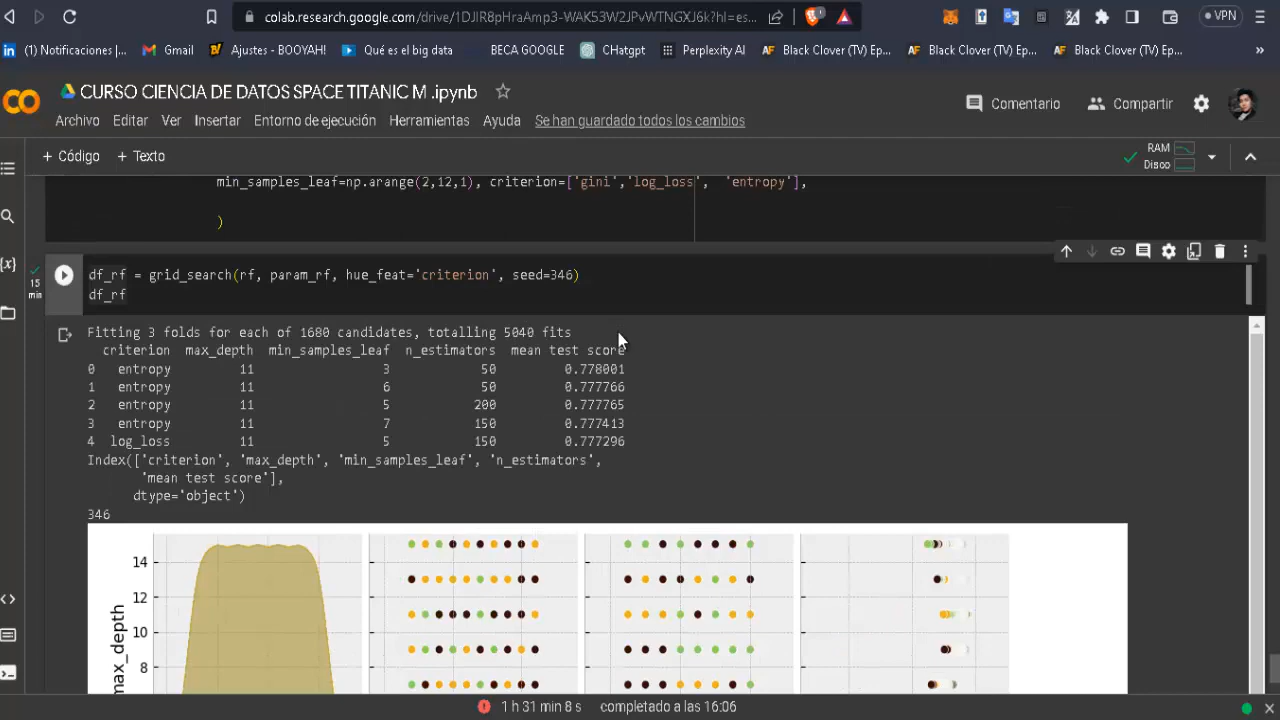 colab.research.google.com/drive/1DJIR8pHraAmp3-WAK53W2JPvWTNGXJ6k?hl=es...
VPN
(1) Notificaciones |...
Gmail
Ajustes - BOOYAH!
Qué es el big data
BECA GOOGLE
CHatgpt
Perplexity AI
Black Clover (TV) Ep...
Black Clover (TV) Ep...
Black Clover (TV) Ep...
»
CURSO CIENCIA DE DATOS SPACE TITANIC M .ipynb
Comentario
Compartir
Archivo Editar Ver Insertar Entorno de ejecución Herramientas Ayuda Se han guardado todos los cambios
+ Código + Texto
RAM
Disco
min_samples_leaf=np.arange(2,12,1), criterion=['gini','log_loss', 'entropy'],
)
15
min
df_rf = grid_search(rf, param_rf, hue_feat='criterion', seed=346)
df_rf
Fitting 3 folds for each of 1680 candidates, totalling 5040 fits
criterion max_depth min_samples_leaf n_estimators mean test score
0 entropy 11 3 50 0.778001
1 entropy 11 6 50 0.777766
2 entropy 11 5 200 0.777765
3 entropy 11 7 150 0.777413
4 log_loss 11 5 150 0.777296
Index(['criterion', 'max_depth', 'min_samples_leaf', 'n_estimators',
'mean test score'],
dtype='object')
346
14
12
10
8
max_depth
1 h 31 min 8 s completado a las 16:06